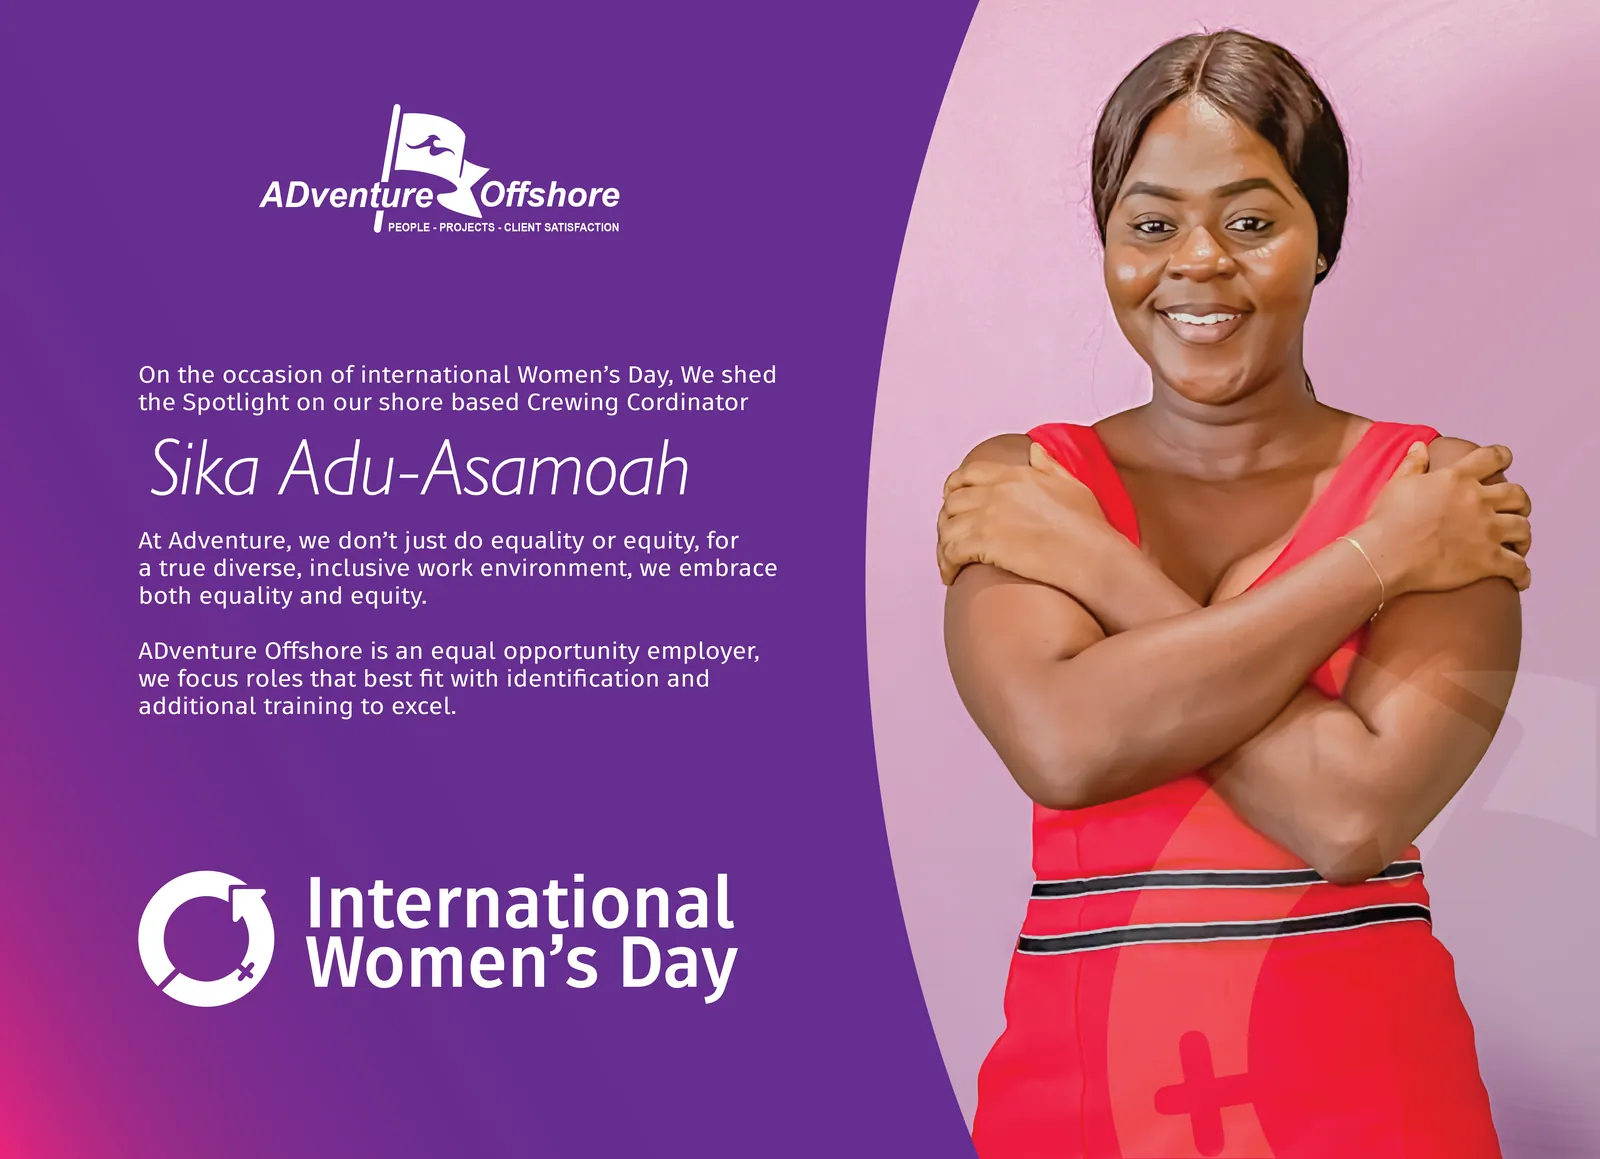 ADventure Offshore
PEOPLE - PROJECTS - CLIENT SATISFACTION
On the occasion of international Women’s Day, We shed
the Spotlight on our shore based Crewing Cordinator
Sika Adu-Asamoah
At Adventure, we don’t just do equality or equity, for
a true diverse, inclusive work environment, we embrace
both equality and equity.
ADventure Offshore is an equal opportunity employer,
we focus roles that best fit with identification and
additional training to excel.
International
Women’s Day